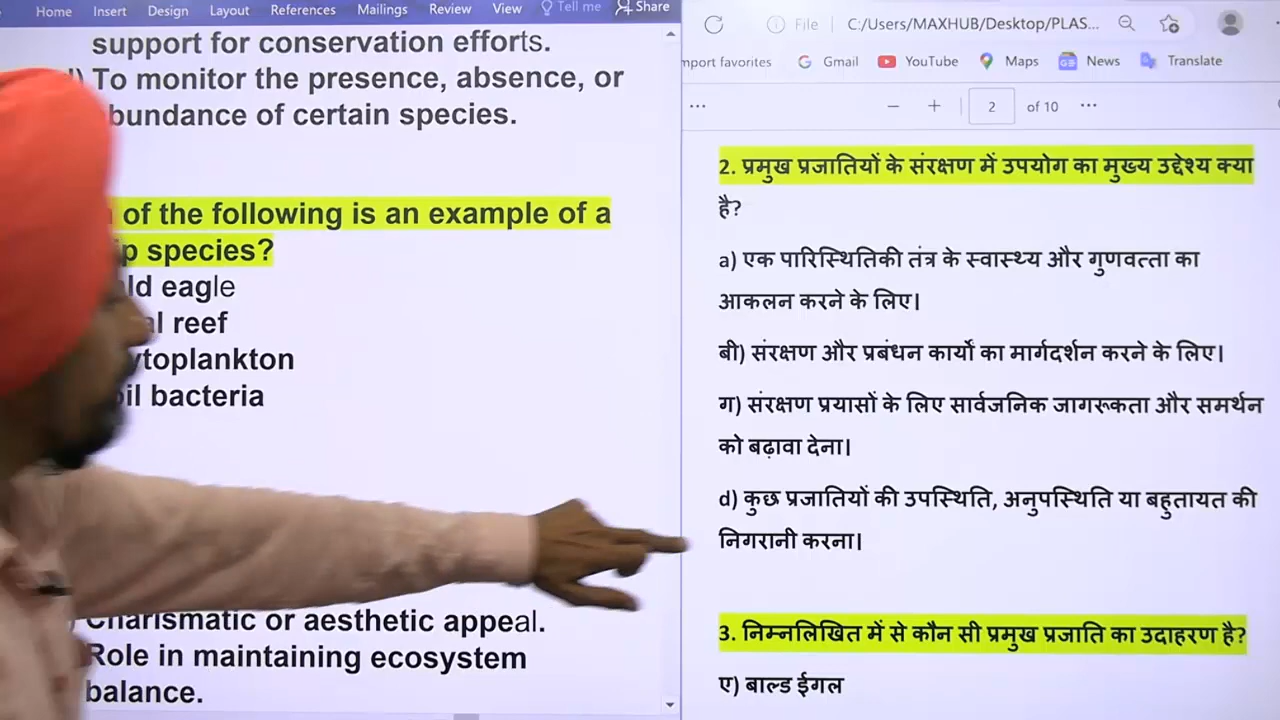 Home Insert Design Layout References Mailings Review View Tell me Share
support for conservation efforts.
d) To monitor the presence, absence, or
abundance of certain species.
of the following is an example of a
species?
eagle
reef
bacteria
Charismatic or aesthetic appeal.
Role in maintaining ecosystem
balance.
File C:/Users/MAXHUB/Desktop/PLAS...
mport favorites Gmail YouTube Maps News Translate
... − + 2 of 10 ...
2. प्रमुख प्रजातियों के संरक्षण में उपयोग का मुख्य उद्देश्य क्या
है?
a) एक पारिस्थितिकी तंत्र के स्वास्थ्य और गुणवत्ता का
आकलन करने के लिए।
बी) संरक्षण और प्रबंधन कार्यों का मार्गदर्शन करने के लिए।
ग) संरक्षण प्रयासों के लिए सार्वजनिक जागरूकता और समर्थन
को बढ़ावा देना।
d) कुछ प्रजातियों की उपस्थिति, अनुपस्थिति या बहुतायत की
निगरानी करना।
3. निम्नलिखित में से कौन सी प्रमुख प्रजाति का उदाहरण है?
ए) बाल्ड ईगल